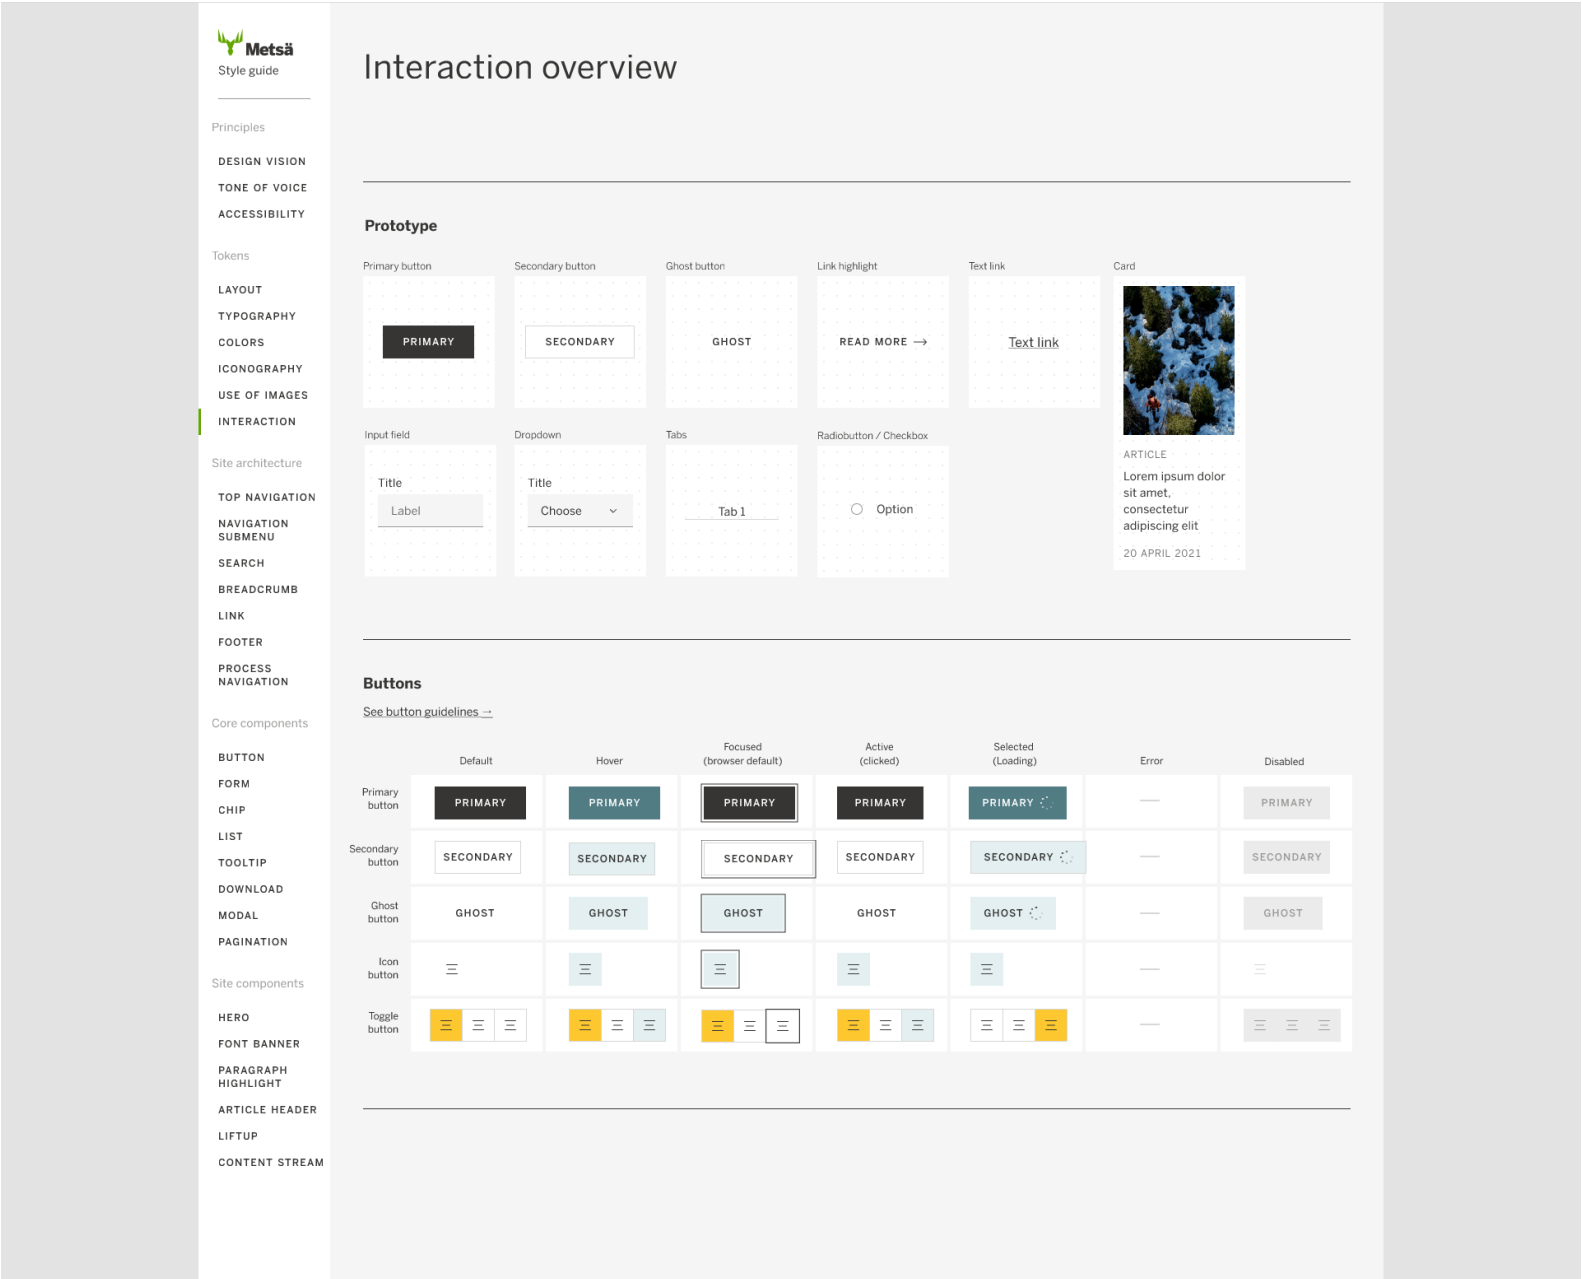 Metsä
Style guide
Principles
DESIGN VISION
TONE OF VOICE
ACCESSIBILITY
Tokens
LAYOUT
TYPOGRAPHY
COLORS
ICONOGRAPHY
USE OF IMAGES
INTERACTION
Site architecture
TOP NAVIGATION
NAVIGATION
SUBMENU
SEARCH
BREADCRUMB
LINK
FOOTER
PROCESS
NAVIGATION
Core components
BUTTON
FORM
CHIP
LIST
TOOLTIP
DOWNLOAD
MODAL
PAGINATION
Site components
HERO
FONT BANNER
PARAGRAPH
HIGHLIGHT
ARTICLE HEADER
LIFTUP
CONTENT STREAM
Interaction overview
Prototype
Primary button
PRIMARY
Secondary button
SECONDARY
Ghost button
GHOST
Link highlight
READ MORE →
Text link
Text link
Card
ARTICLE
Lorem ipsum dolor
sit amet,
consectetur
adipiscing elit
20 APRIL 2021
Input field
Title
Label
Dropdown
Title
Choose
Tabs
Tab 1
Radiobutton / Checkbox
Option
Buttons
See button guidelines →
Default
Hover
Focused
(browser default)
Active
(clicked)
Selected
(Loading)
Error
Disabled
Primary
button
PRIMARY PRIMARY PRIMARY PRIMARY PRIMARY PRIMARY
Secondary
button
SECONDARY SECONDARY SECONDARY SECONDARY SECONDARY SECONDARY
Ghost
button
GHOST GHOST GHOST GHOST GHOST GHOST
Icon
button
Toggle
button